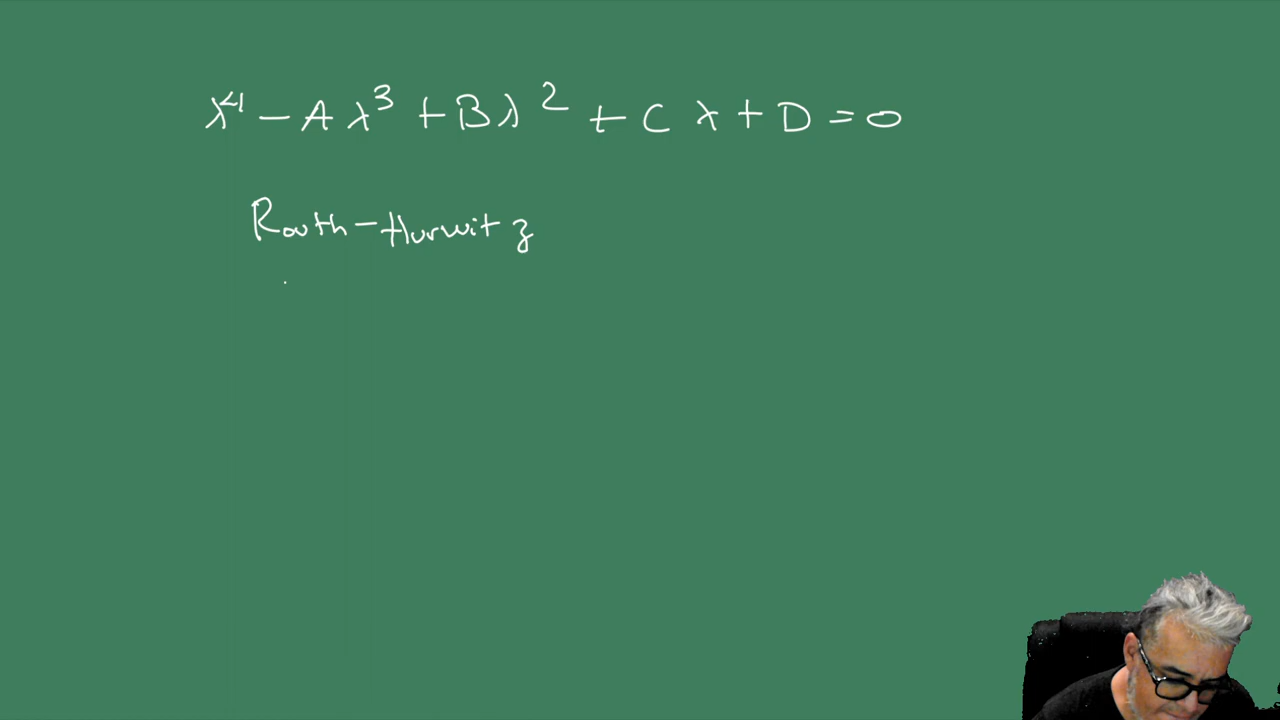 λ⁴ − Aλ³ + Bλ² + Cλ + D = 0
Routh-Hurwitz